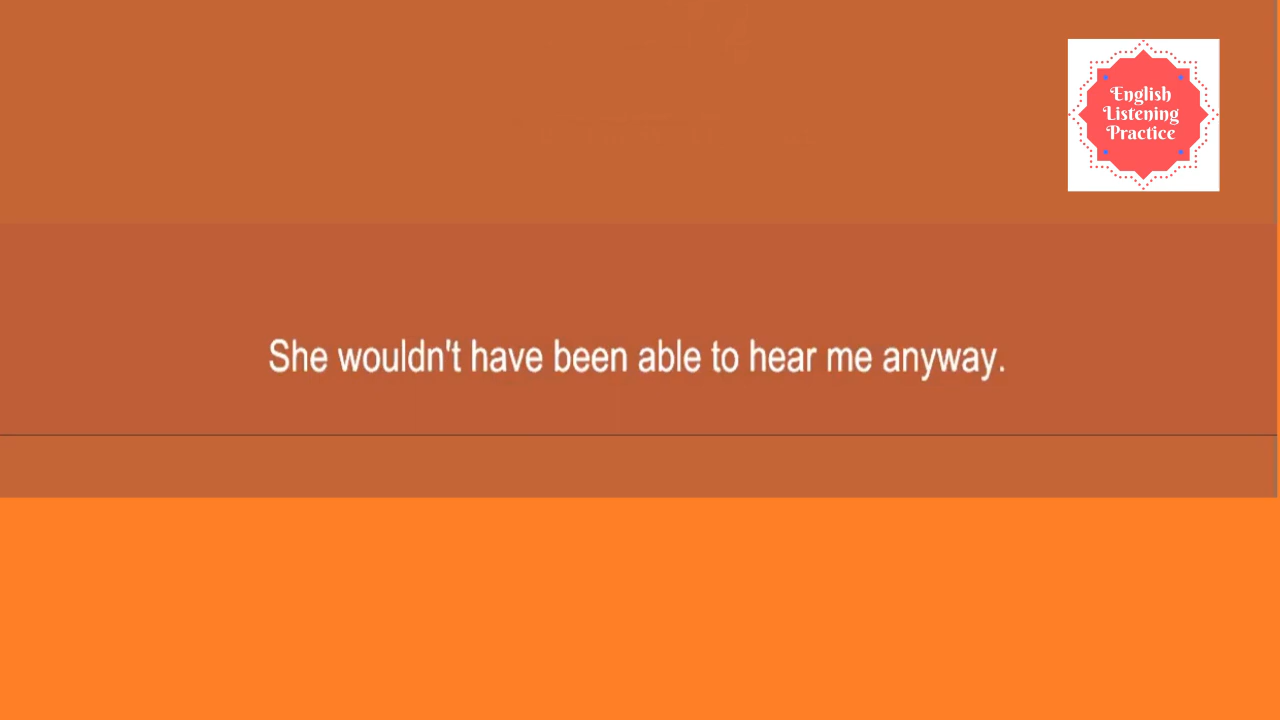 English
Listening
Practice
She wouldn't have been able to hear me anyway.